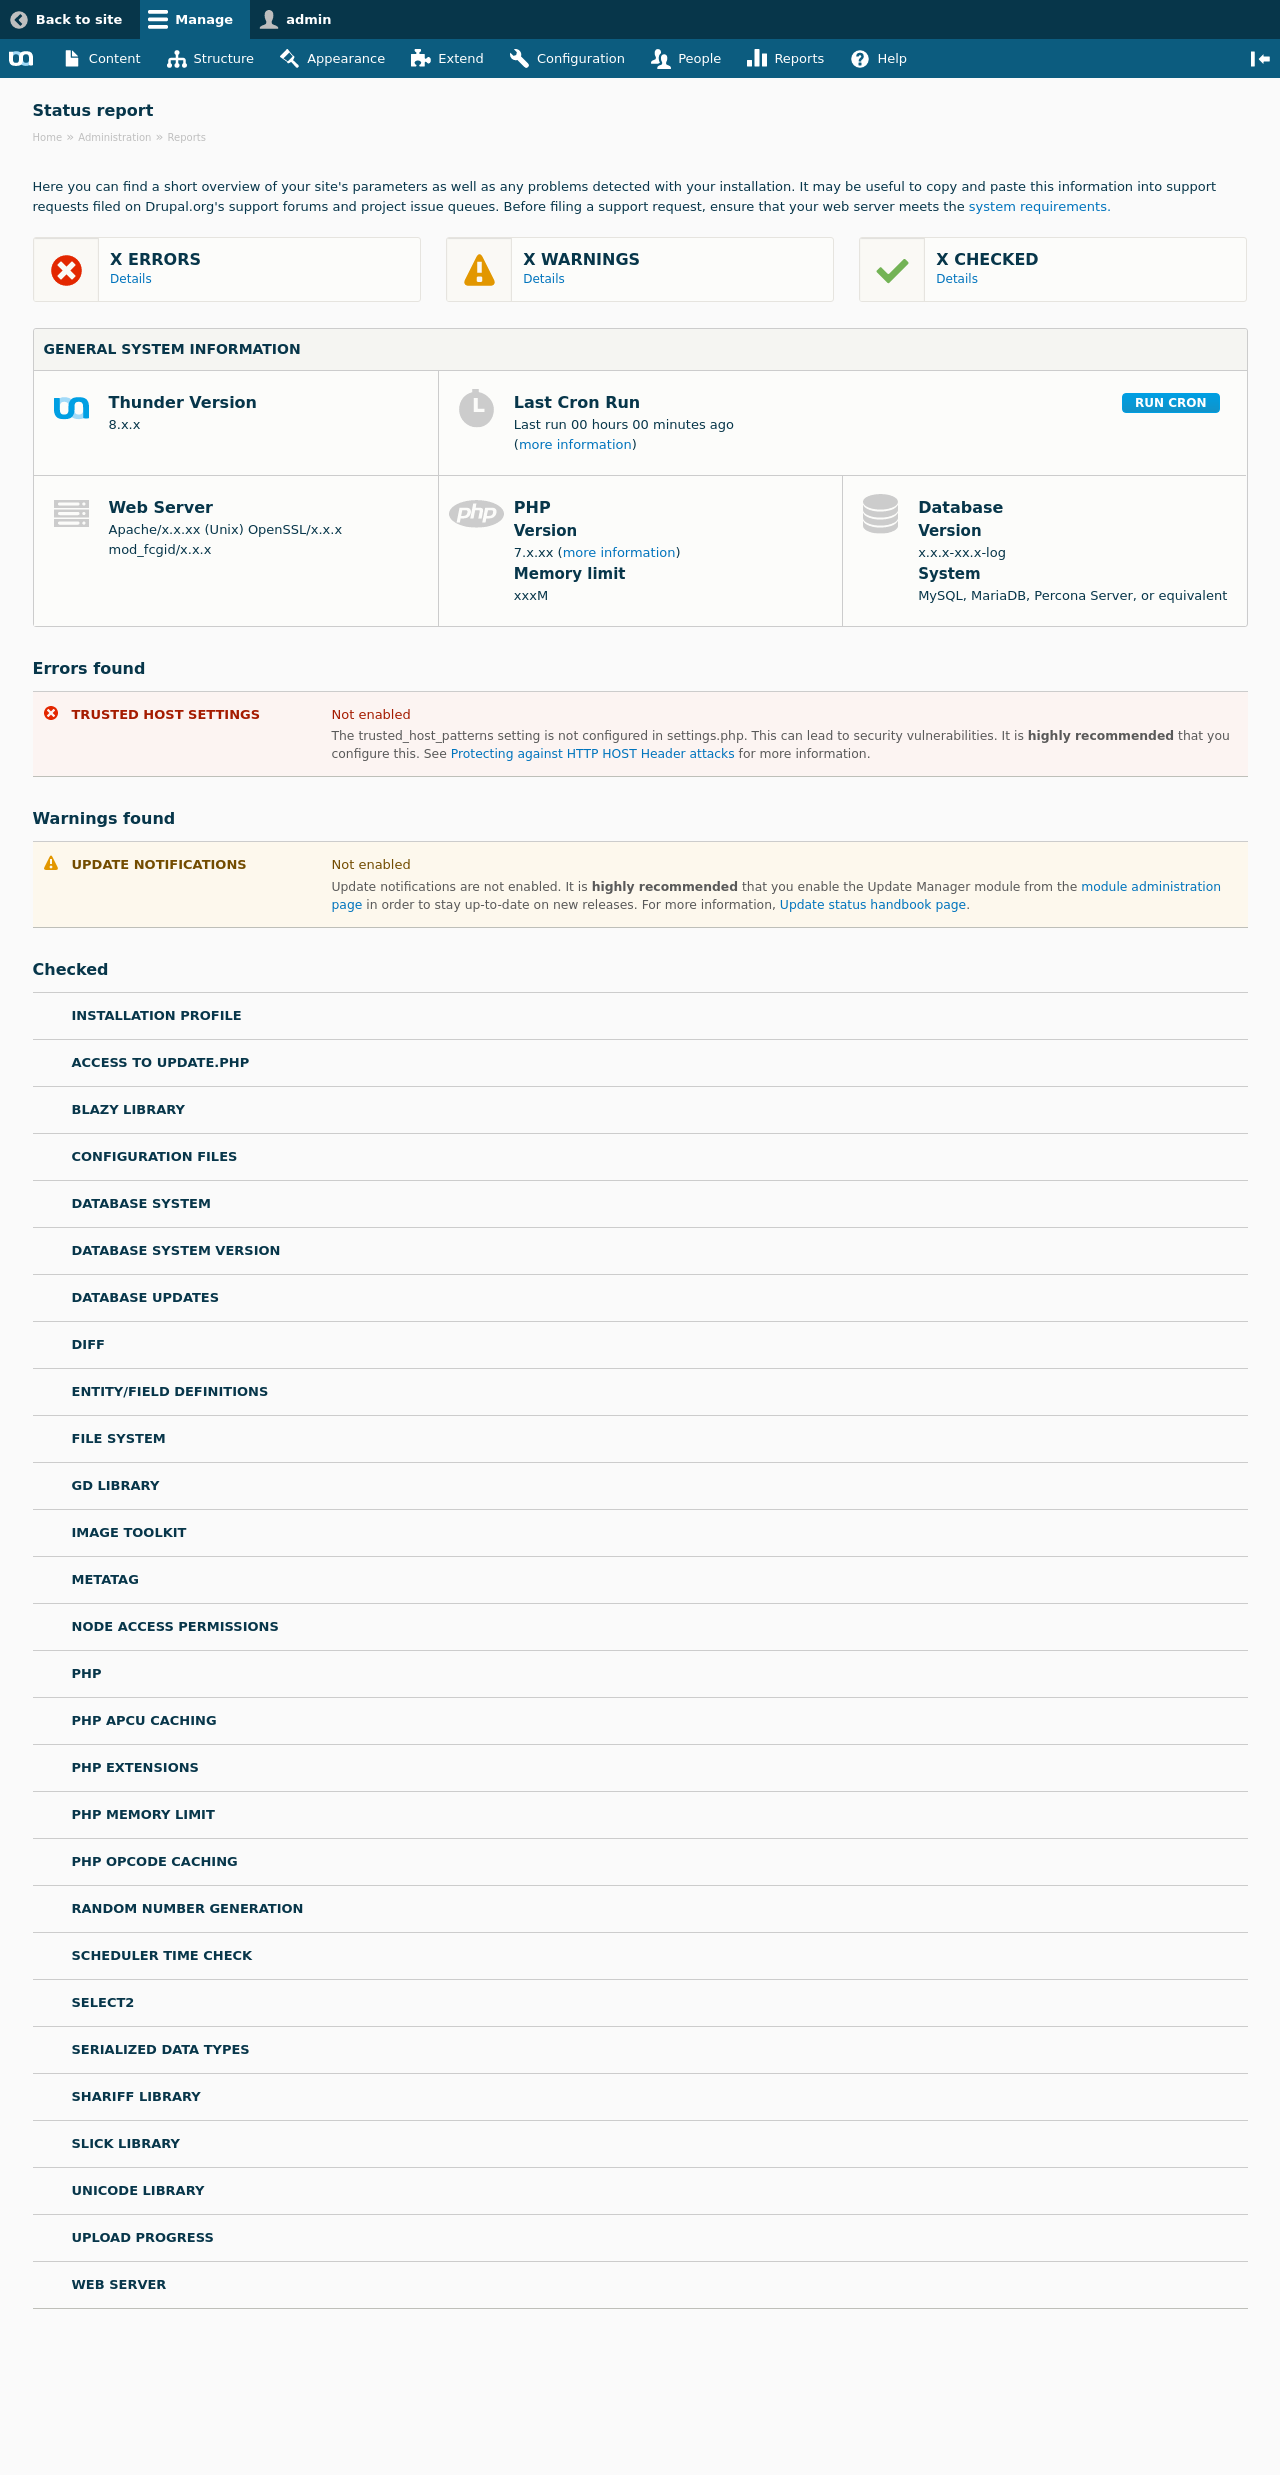 Back to site Manage admin
Content Structure Appearance Extend Configuration People Reports Help
Status report
Home » Administration » Reports
Here you can find a short overview of your site's parameters as well as any problems detected with your installation. It may be useful to copy and paste this information into support
requests filed on Drupal.org's support forums and project issue queues. Before filing a support request, ensure that your web server meets the system requirements.
X ERRORS
Details
X WARNINGS
Details
X CHECKED
Details
GENERAL SYSTEM INFORMATION
Thunder Version
8.x.x
Last Cron Run
Last run 00 hours 00 minutes ago
(more information)
RUN CRON
Web Server
Apache/x.x.xx (Unix) OpenSSL/x.x.x
mod_fcgid/x.x.x
php
PHP
Version
7.x.xx (more information)
Memory limit
xxxM
Database
Version
x.x.x-xx.x-log
System
MySQL, MariaDB, Percona Server, or equivalent
Errors found
TRUSTED HOST SETTINGS
Not enabled
The trusted_host_patterns setting is not configured in settings.php. This can lead to security vulnerabilities. It is highly recommended that you
configure this. See Protecting against HTTP HOST Header attacks for more information.
Warnings found
UPDATE NOTIFICATIONS
Not enabled
Update notifications are not enabled. It is highly recommended that you enable the Update Manager module from the module administration
page in order to stay up-to-date on new releases. For more information, Update status handbook page.
Checked
INSTALLATION PROFILE
ACCESS TO UPDATE.PHP
BLAZY LIBRARY
CONFIGURATION FILES
DATABASE SYSTEM
DATABASE SYSTEM VERSION
DATABASE UPDATES
DIFF
ENTITY/FIELD DEFINITIONS
FILE SYSTEM
GD LIBRARY
IMAGE TOOLKIT
METATAG
NODE ACCESS PERMISSIONS
PHP
PHP APCU CACHING
PHP EXTENSIONS
PHP MEMORY LIMIT
PHP OPCODE CACHING
RANDOM NUMBER GENERATION
SCHEDULER TIME CHECK
SELECT2
SERIALIZED DATA TYPES
SHARIFF LIBRARY
SLICK LIBRARY
UNICODE LIBRARY
UPLOAD PROGRESS
WEB SERVER